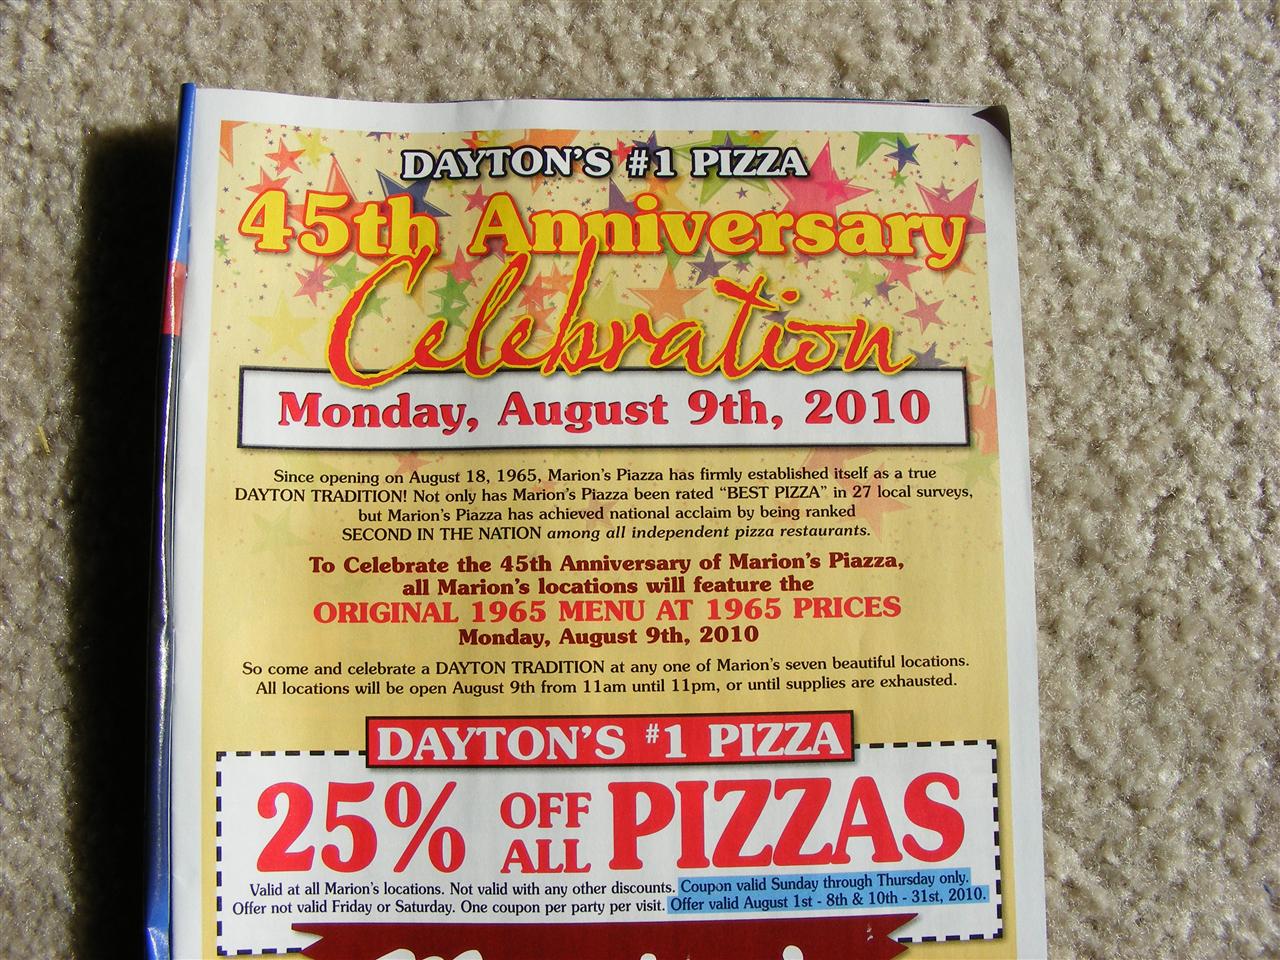 DAYTON'S #1 PIZZA
45th Anniversary
Celebration
Monday, August 9th, 2010
Since opening on August 18, 1965, Marion's Piazza has firmly established itself as a true
DAYTON TRADITION! Not only has Marion's Piazza been rated "BEST PIZZA" in 27 local surveys,
but Marion's Piazza has achieved national acclaim by being ranked
SECOND IN THE NATION among all independent pizza restaurants.
To Celebrate the 45th Anniversary of Marion's Piazza,
all Marion's locations will feature the
ORIGINAL 1965 MENU AT 1965 PRICES
Monday, August 9th, 2010
So come and celebrate a DAYTON TRADITION at any one of Marion's seven beautiful locations.
All locations will be open August 9th from 11am until 11pm, or until supplies are exhausted.
DAYTON'S #1 PIZZA
25% OFF ALL PIZZAS
Valid at all Marion's locations. Not valid with any other discounts. Coupon valid Sunday through Thursday only.
Offer not valid Friday or Saturday. One coupon per party per visit. Offer valid August 1st - 8th & 10th - 31st, 2010.